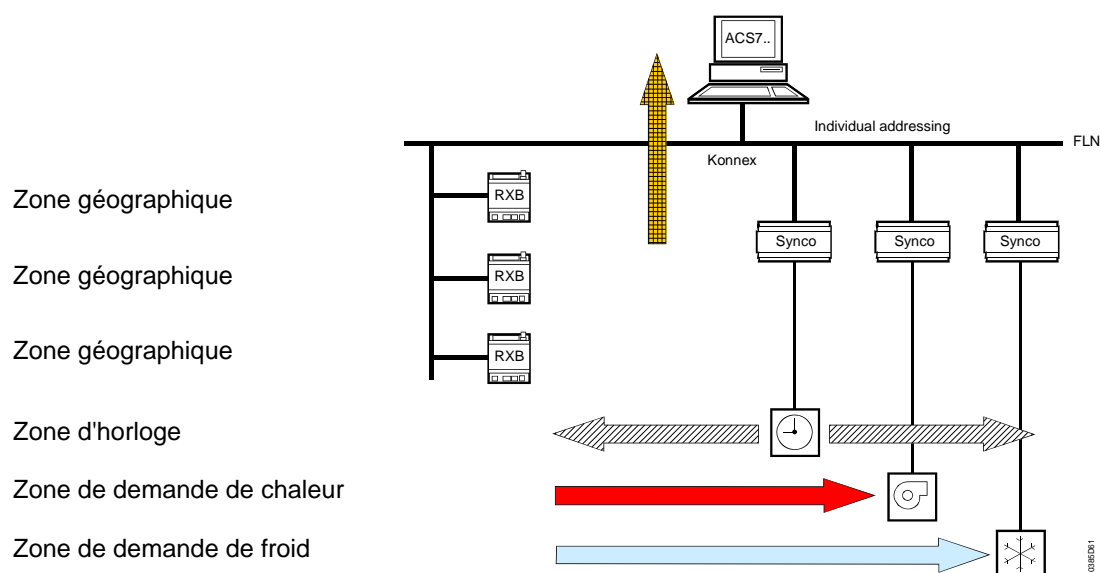 ACS7..
Individual addressing
FLN
Konnex
Zone géographique
RXB
Synco
Synco
Synco
Zone géographique
RXB
Zone géographique
RXB
Zone d'horloge
Zone de demande de chaleur
Zone de demande de froid
0385D61